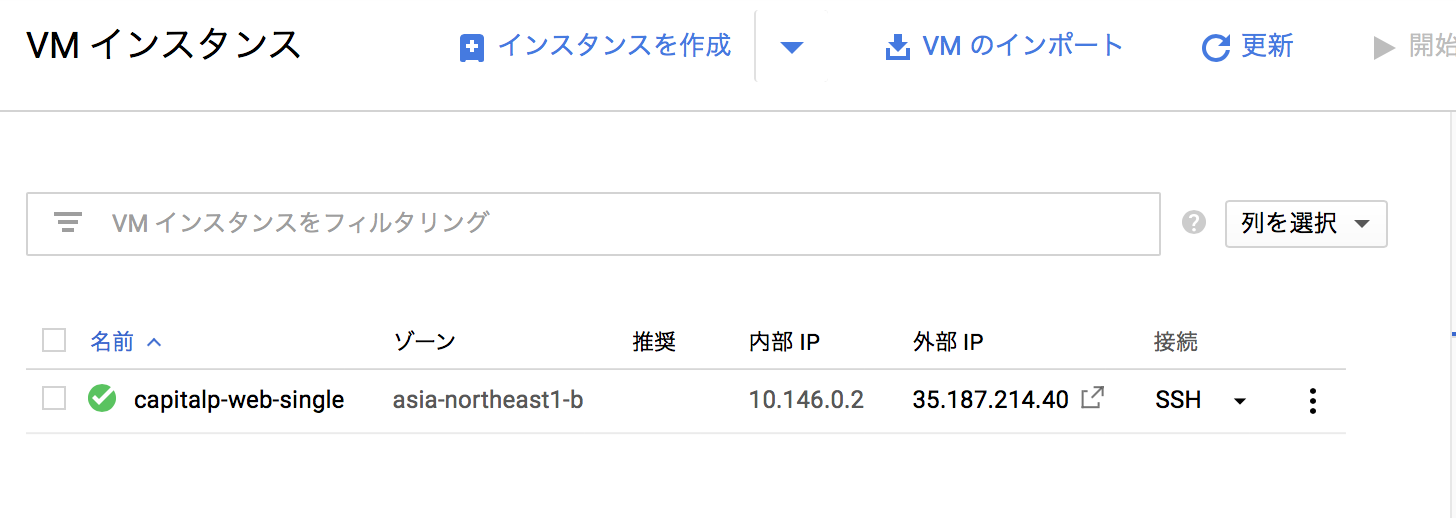 VM インスタンス インスタンスを作成 VM のインポート 更新 開始
VM インスタンスをフィルタリング ? 列を選択
名前 ゾーン 推奨 内部 IP 外部 IP 接続
capitalp-web-single asia-northeast1-b 10.146.0.2 35.187.214.40 SSH